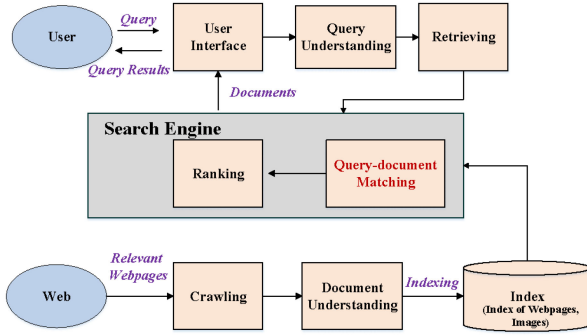 Query
User
User
Interface
Query
Understanding
Retrieving
Query Results
Documents
Search Engine
Ranking
Query-document
Matching
Relevant
Webpages
Web
Crawling
Document
Understanding
Indexing
Index
(Index of Webpages,
Images)